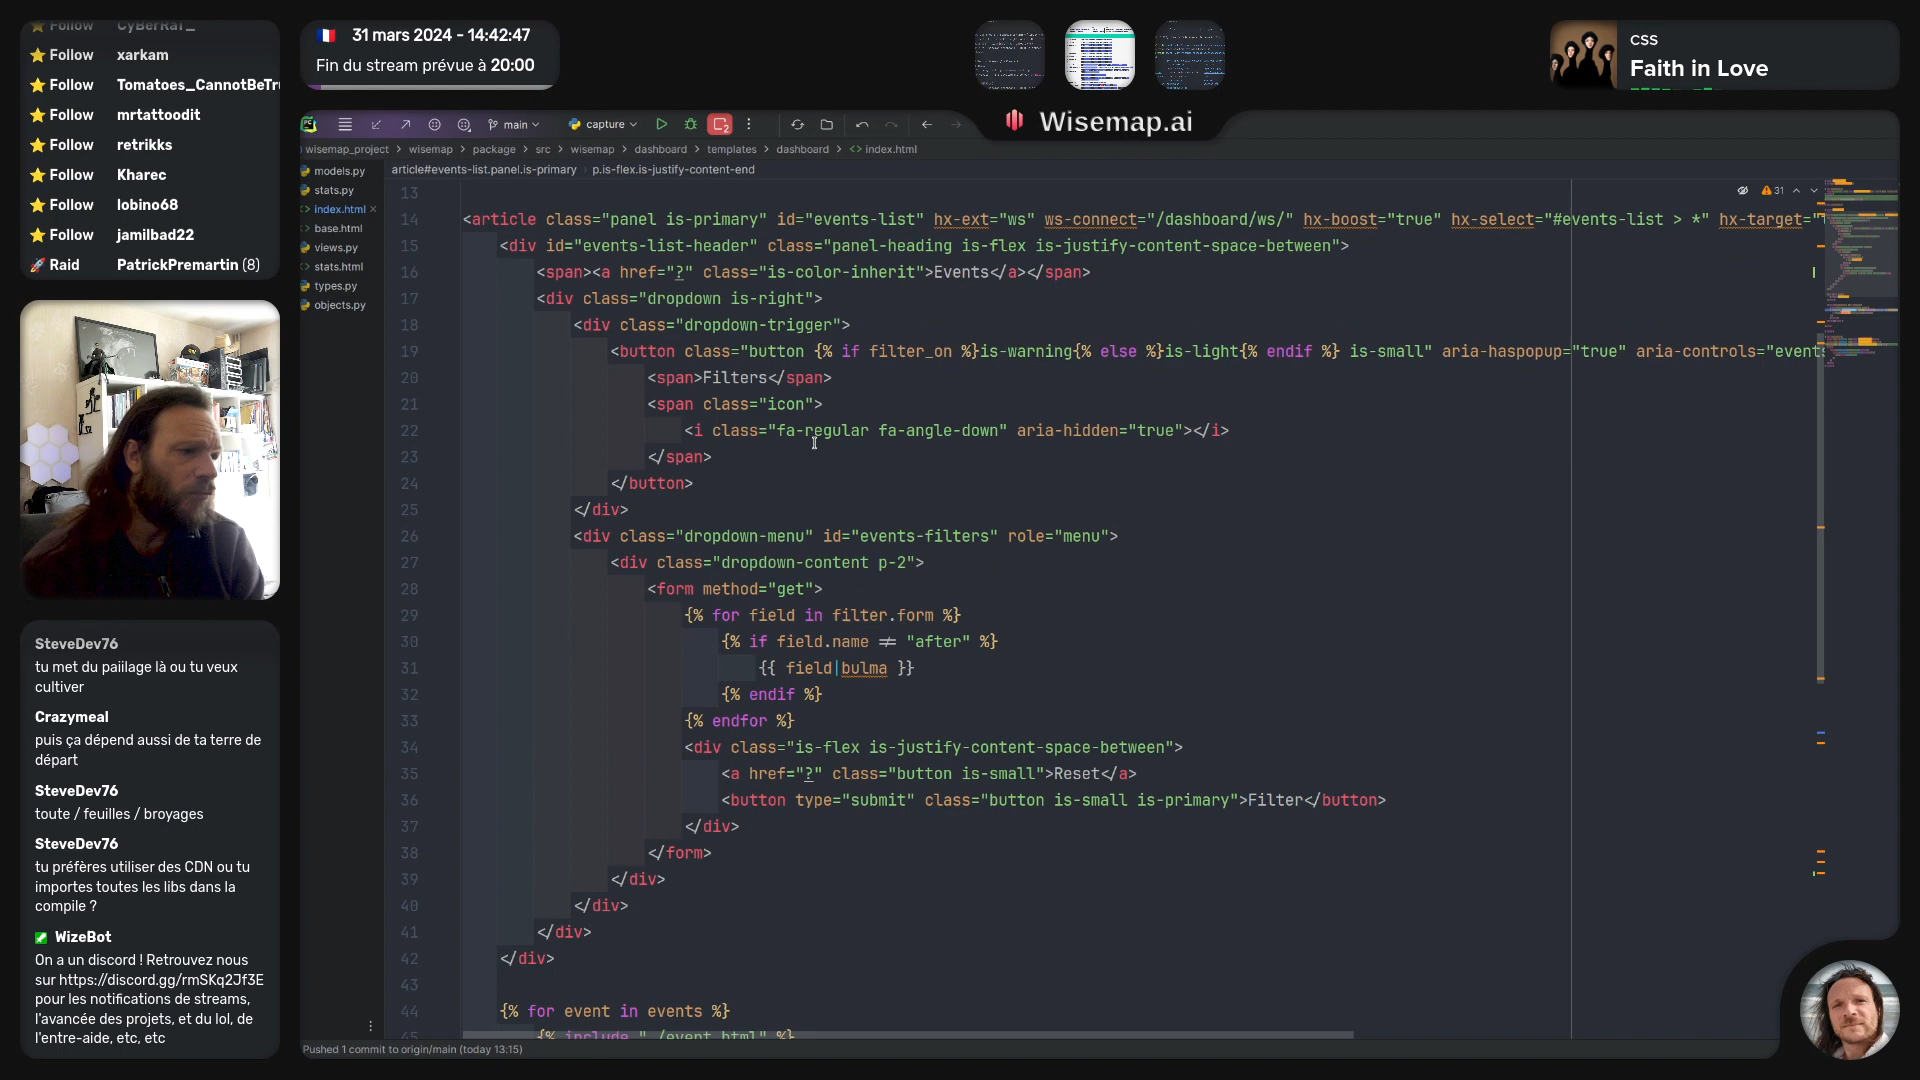 Follow CyBerRaT_
Follow xarkam
Follow Tomatoes_CannotBeTr
Follow mrtattoodit
Follow retrikks
Follow Kharec
Follow lobino68
Follow jamilbad22
Raid PatrickPremartin (8)
31 mars 2024 - 14:42:47
Fin du stream prévue à 20:00
CSS
Faith in Love
Wisemap.ai
main
capture
wisemap_project > wisemap > package > src > wisemap > dashboard > templates > dashboard > <> index.html
models.py
stats.py
index.html
base.html
views.py
stats.html
types.py
objects.py
article#events-list.panel.is-primary > p.is-flex.is-justify-content-end
31
13
14 <article class="panel is-primary" id="events-list" hx-ext="ws" ws-connect="/dashboard/ws/" hx-boost="true" hx-select="#events-list > *" hx-target="
15 <div id="events-list-header" class="panel-heading is-flex is-justify-content-space-between">
16 <span><a href="?" class="is-color-inherit">Events</a></span>
17 <div class="dropdown is-right">
18 <div class="dropdown-trigger">
19 <button class="button {% if filter_on %}is-warning{% else %}is-light{% endif %} is-small" aria-haspopup="true" aria-controls="event
20 <span>Filters</span>
21 <span class="icon">
22 <i class="fa-regular fa-angle-down" aria-hidden="true"></i>
23 </span>
24 </button>
25 </div>
26 <div class="dropdown-menu" id="events-filters" role="menu">
27 <div class="dropdown-content p-2">
28 <form method="get">
29 {% for field in filter.form %}
30 {% if field.name != "after" %}
31 {{ field|bulma }}
32 {% endif %}
33 {% endfor %}
34 <div class="is-flex is-justify-content-space-between">
35 <a href="?" class="button is-small">Reset</a>
36 <button type="submit" class="button is-small is-primary">Filter</button>
37 </div>
38 </form>
39 </div>
40 </div>
41 </div>
42 </div>
43
44 {% for event in events %}
45 {% include "./event.html" %}
Pushed 1 commit to origin/main (today 13:15)
SteveDev76
tu met du paiilage là ou tu veux
cultiver
Crazymeal
puis ça dépend aussi de ta terre de
départ
SteveDev76
toute / feuilles / broyages
SteveDev76
tu préfères utiliser des CDN ou tu
importes toutes les libs dans la
compile ?
WizeBot
On a un discord ! Retrouvez nous
sur https://discord.gg/rmSKq2Jf3E
pour les notifications de streams,
l'avancée des projets, et du lol, de
l'entre-aide, etc, etc